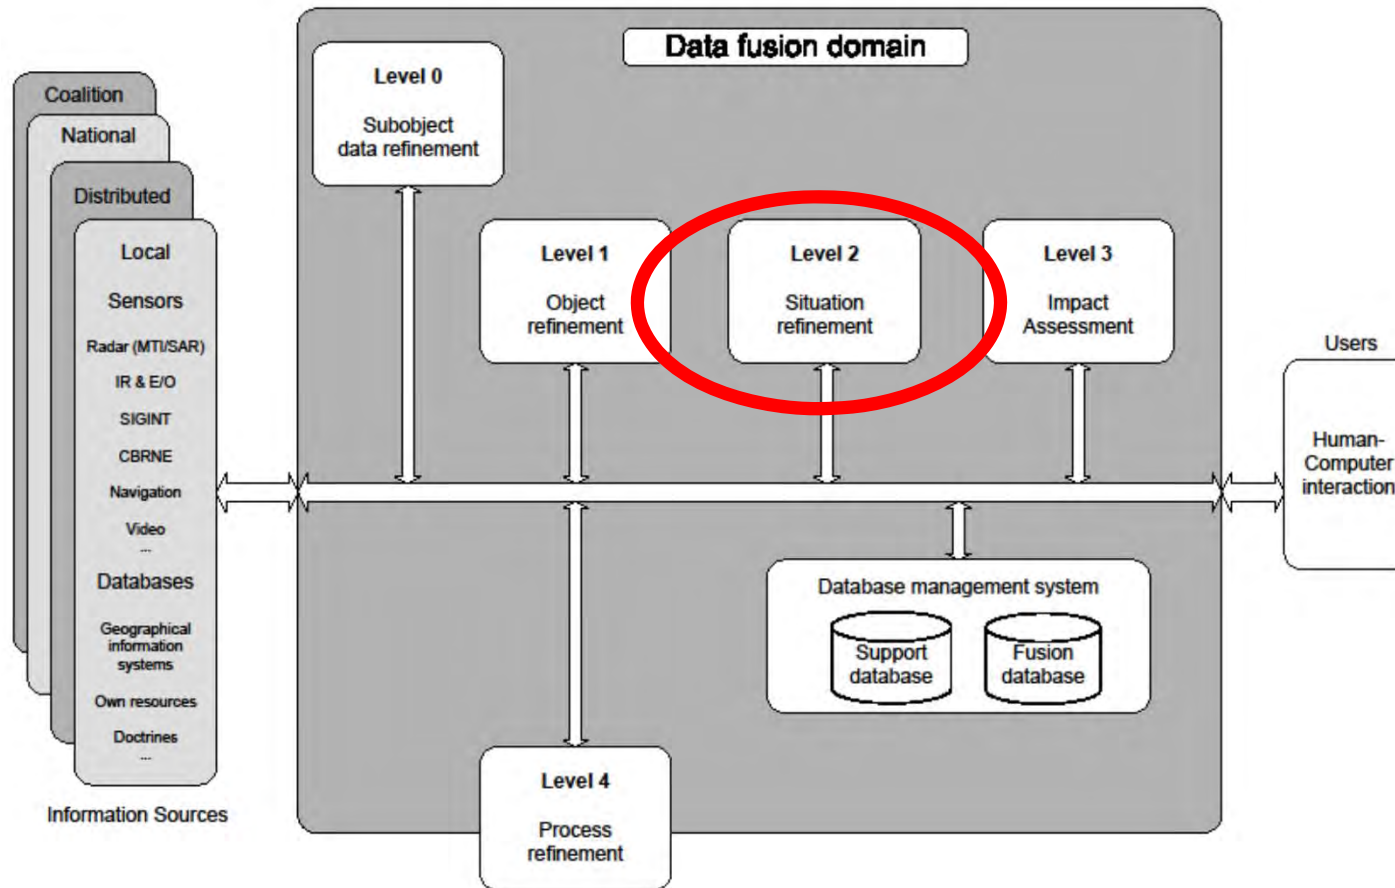 Data fusion domain
Coalition
National
Distributed
Local
Sensors
Radar (MTI/SAR)
IR & E/O
SIGINT
CBRNE
Navigation
Video
...
Databases
Geographical
information
systems
Own resources
Doctrines
...
Information Sources
Level 0
Subobject
data refinement
Level 1
Object
refinement
Level 2
Situation
refinement
Level 3
Impact
Assessment
Users
Human-
Computer
interaction
Database management system
Support
database
Fusion
database
Level 4
Process
refinement